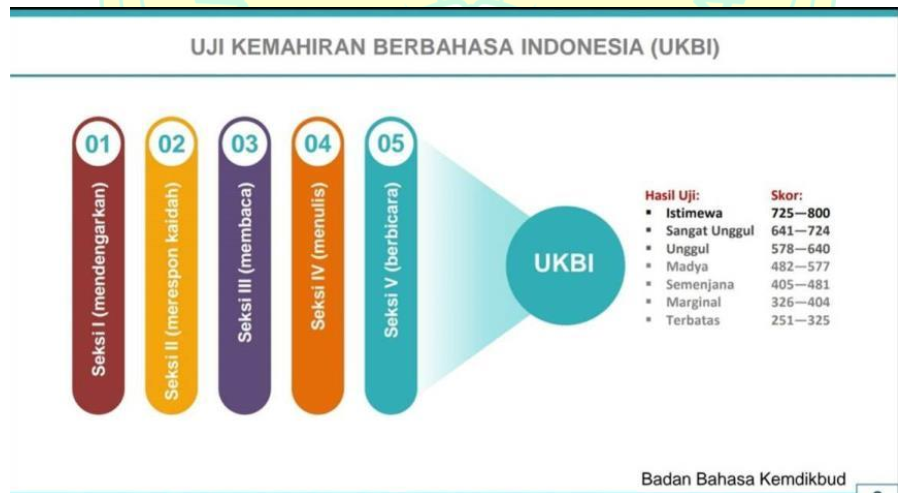 UJI KEMAHIRAN BERBAHASA INDONESIA (UKBI)
01
Seksi I (mendengarkan)
02
Seksi II (merespon kaidah)
03
Seksi III (membaca)
04
Seksi IV (menulis)
05
Seksi V (berbicara)
UKBI
Hasil Uji: Skor:
▪ Istimewa 725—800
▪ Sangat Unggul 641—724
▪ Unggul 578—640
▪ Madya 482—577
▪ Semenjana 405—481
▪ Marginal 326—404
▪ Terbatas 251—325
Badan Bahasa Kemdikbud